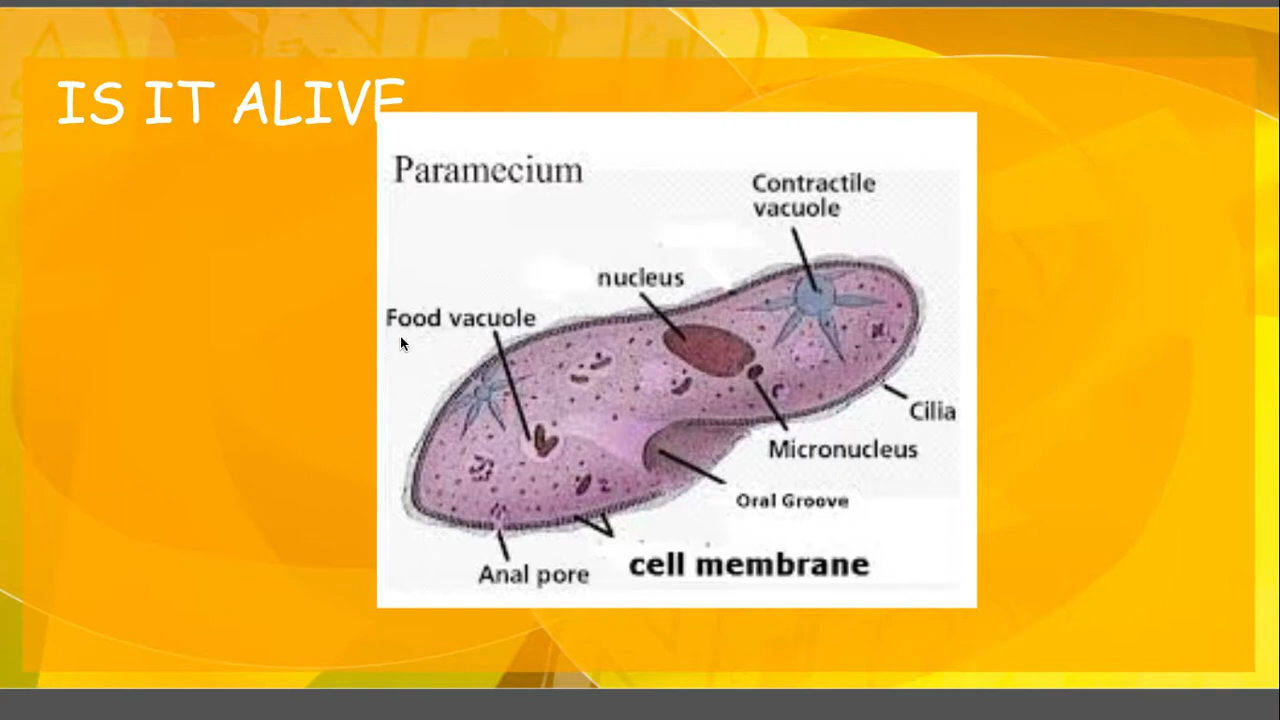 IS IT ALIVE
Paramecium
Contractile
vacuole
nucleus
Food vacuole
Cilia
Micronucleus
Oral Groove
cell membrane
Anal pore